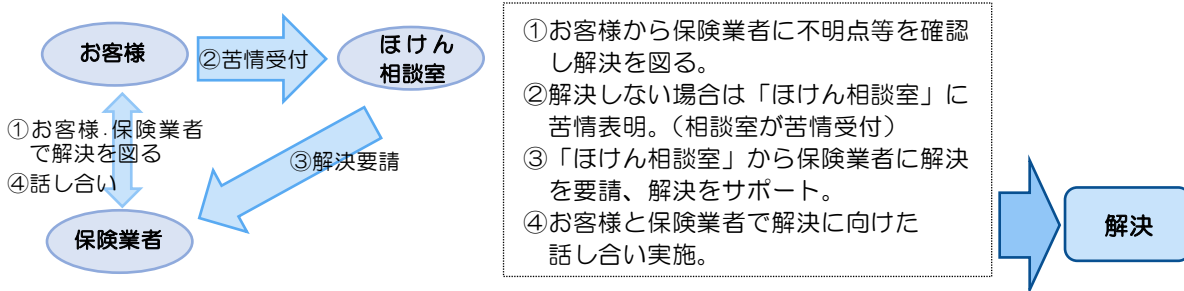 お客様
②苦情受付
ほけん
相談室
①お客様.保険業者
で解決を図る
④話し合い
③解決要請
保険業者
①お客様から保険業者に不明点等を確認
し解決を図る。
②解決しない場合は「ほけん相談室」に
苦情表明。(相談室が苦情受付)
③「ほけん相談室」から保険業者に解決
を要請、解決をサポート。
④お客様と保険業者で解決に向けた
話し合い実施。
解決